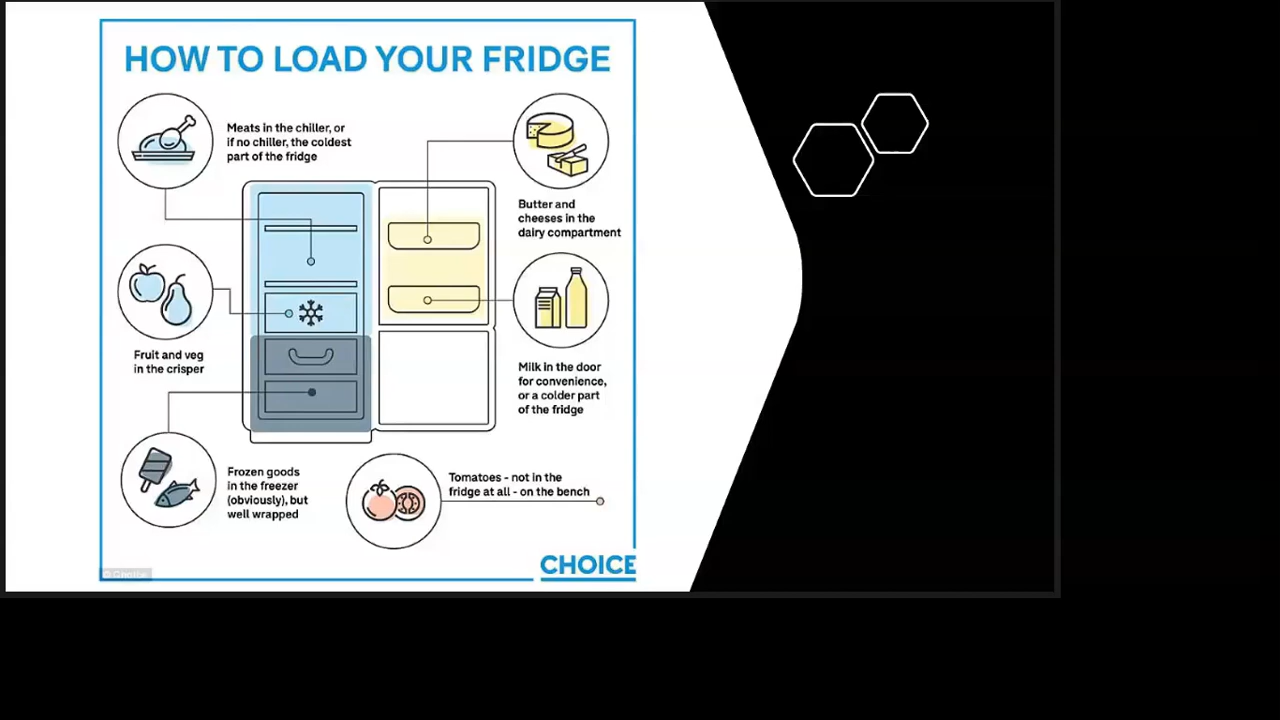 HOW TO LOAD YOUR FRIDGE
Meats in the chiller, or
if no chiller, the coldest
part of the fridge
Butter and
cheeses in the
dairy compartment
Fruit and veg
in the crisper
Milk in the door
for convenience,
or a colder part
of the fridge
Frozen goods
in the freezer
(obviously), but
well wrapped
Tomatoes - not in the
fridge at all - on the bench
CHOICE